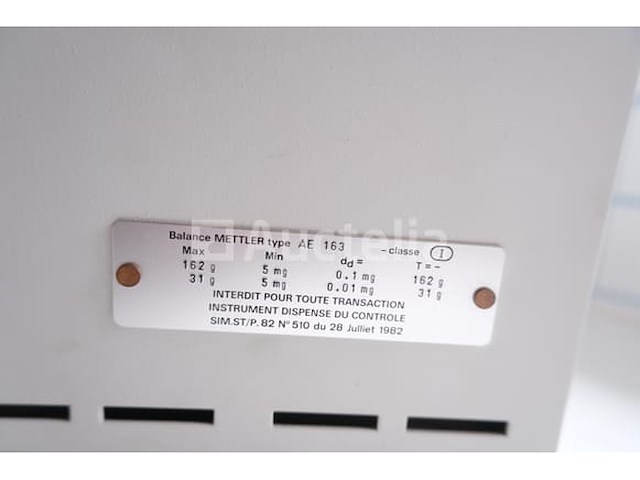 Balance METTLER type AE 163 - classe I
Max Min dd = T = -
162 g 5 mg 0.1 mg 162 g
31 g 5 mg 0.01 mg 31 g
INTERDIT POUR TOUTE TRANSACTION
INSTRUMENT DISPENSE DU CONTROLE
SIM.ST/P. 82 N° 510 du 28 Julliet 1982
Auctelia